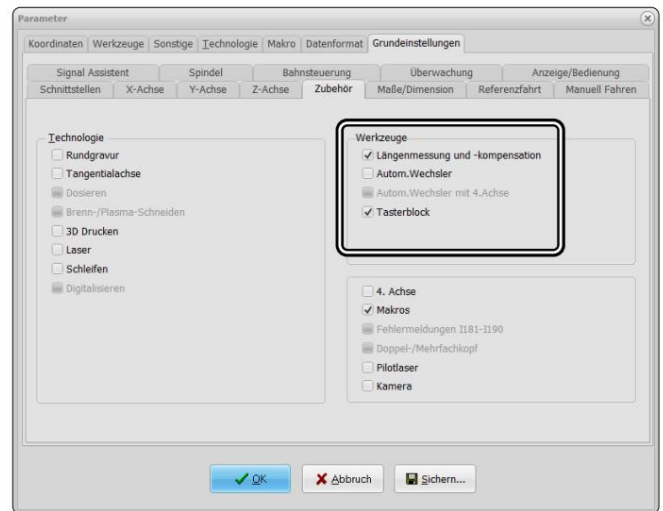 Parameter
Koordinaten Werkzeuge Sonstige Technologie Makro Datenformat Grundeinstellungen
Signal Assistent Spindel Bahnsteuerung Überwachung Anzeige/Bedienung
Schnittstellen X-Achse Y-Achse Z-Achse Zubehör Maße/Dimension Referenzfahrt Manuell Fahren
Technologie
Rundgravur
Tangentialachse
Dosieren
Brenn-/Plasma-Schneiden
3D Drucken
Laser
Schleifen
Digitalisieren
Werkzeuge
Längenmessung und -kompensation
Autom.Wechsler
Autom.Wechsler mit 4.Achse
Tasterblock
4. Achse
Makros
Fehlermeldungen I181-I190
Doppel-/Mehrfachkopf
Pilotlaser
Kamera
OK Abbruch Sichern...